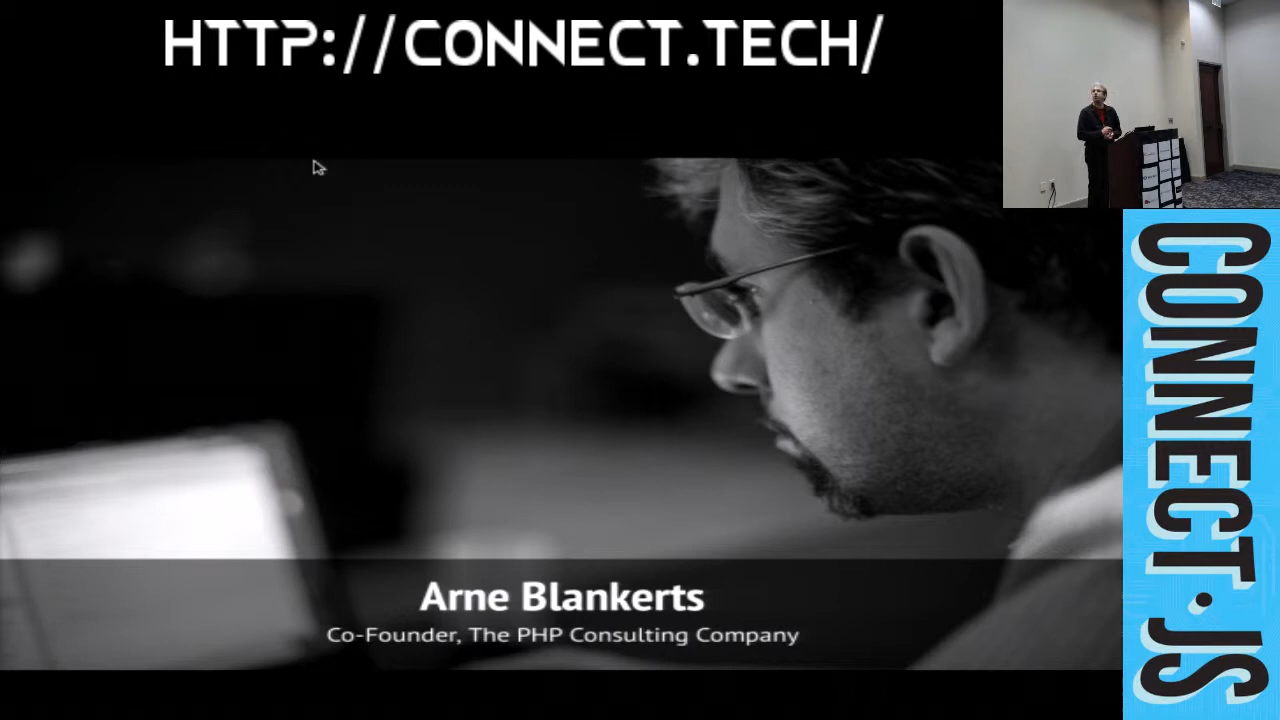 HTTP://CONNECT.TECH/
CONNECT.JS
Arne Blankerts
Co-Founder, The PHP Consulting Company